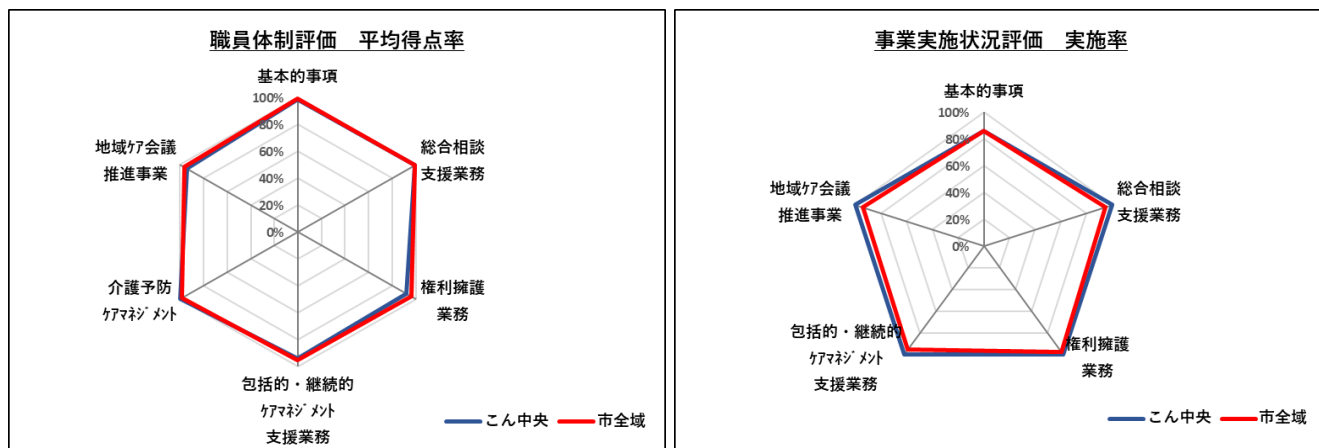 職員体制評価　平均得点率
基本的事項
100%
80%
60%
40%
20%
0%
総合相談
支援業務
権利擁護
業務
包括的・継続的
ｹｱﾏﾈｼﾞﾒﾝﾄ
支援業務
介護予防
ｹｱﾏﾈｼﾞﾒﾝﾄ
地域ｹｱ会議
推進事業
こん中央
市全域
事業実施状況評価　実施率
基本的事項
100%
80%
60%
40%
20%
0%
総合相談
支援業務
権利擁護
業務
包括的・継続的
ｹｱﾏﾈｼﾞﾒﾝﾄ
支援業務
地域ｹｱ会議
推進事業
こん中央
市全域